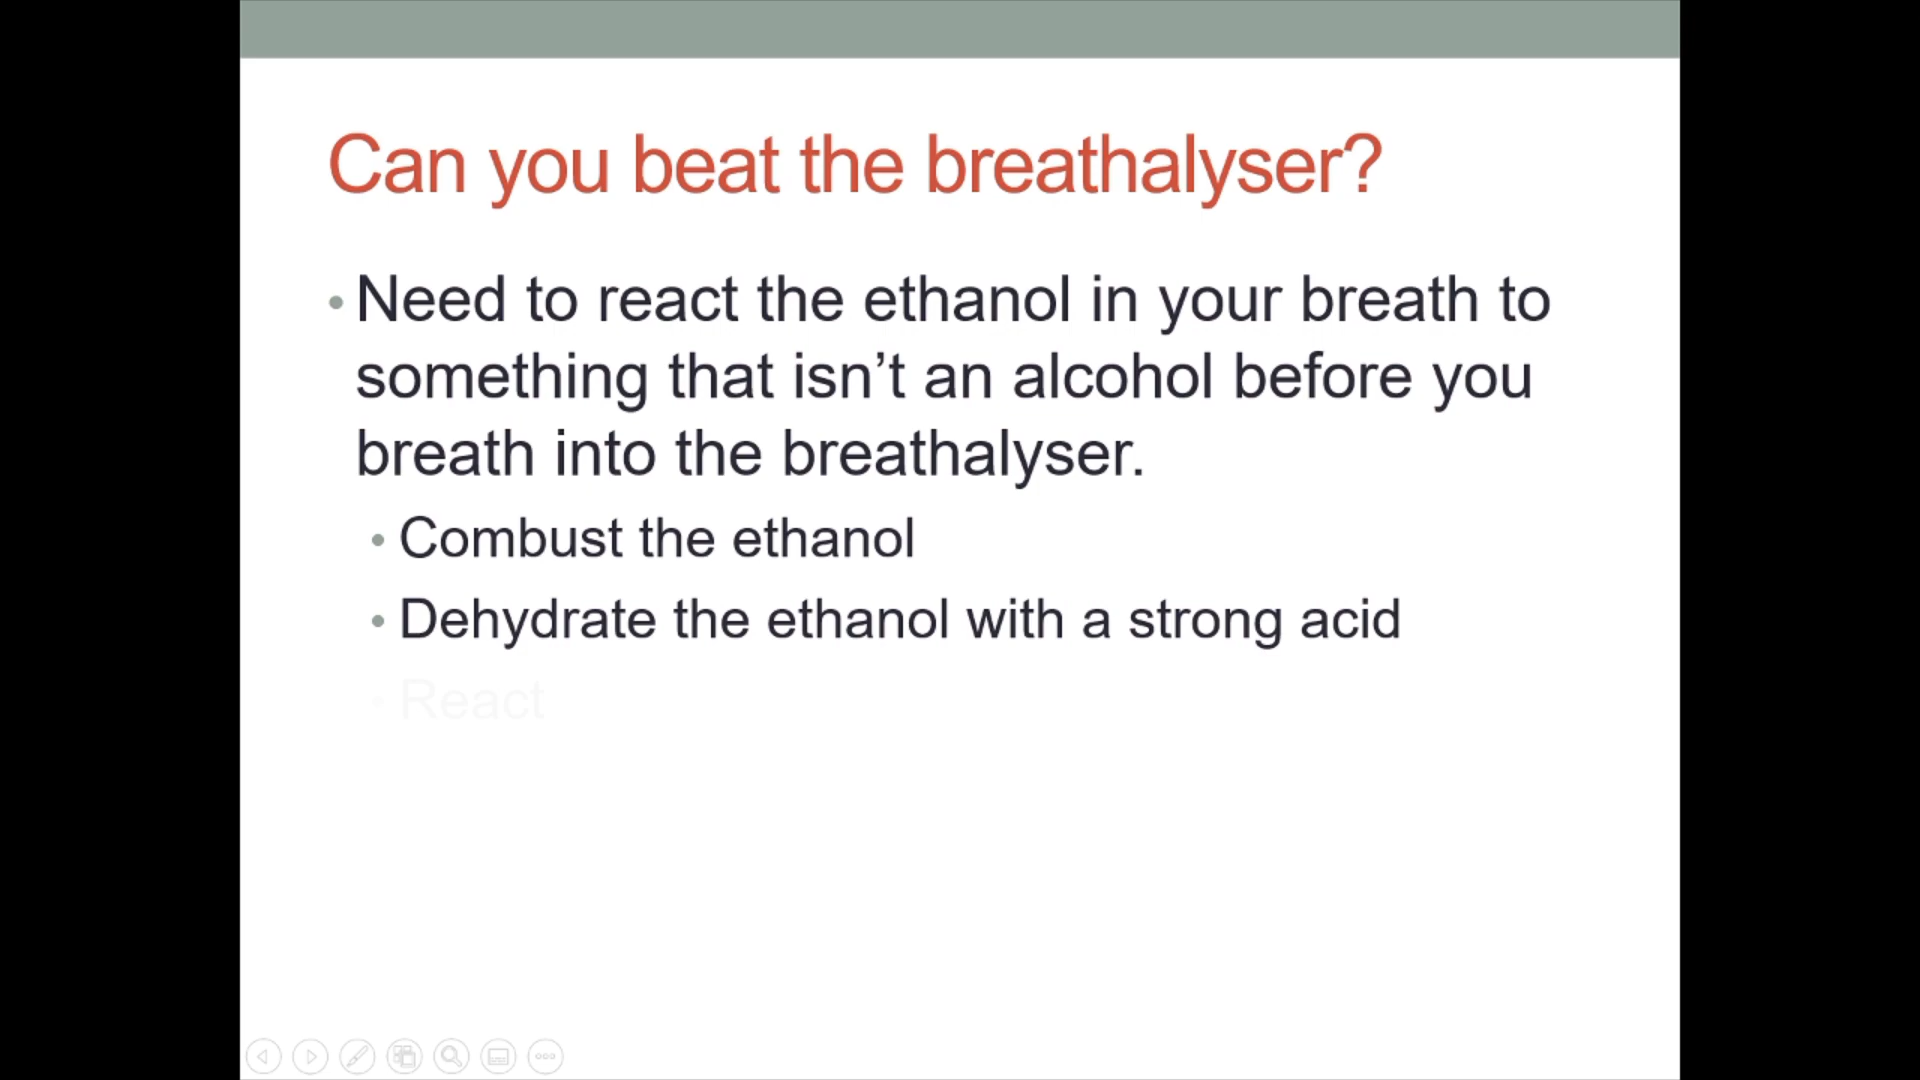 Can you beat the breathalyser?
• Need to react the ethanol in your breath to
something that isn’t an alcohol before you
breath into the breathalyser.
• Combust the ethanol
• Dehydrate the ethanol with a strong acid
• React